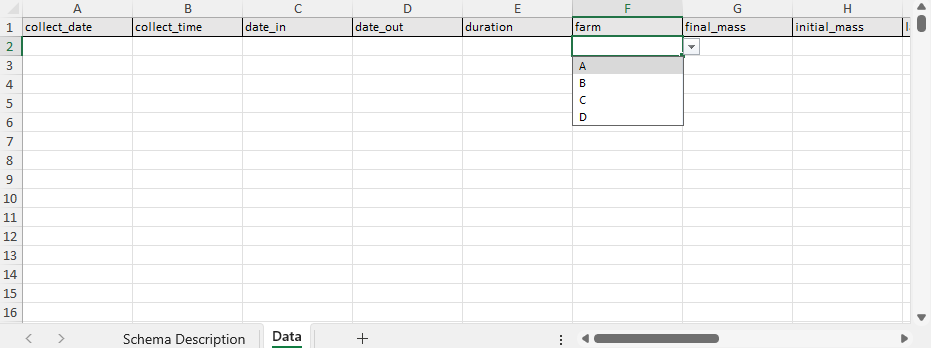 A B C D E F G H
1 collect_date collect_time date_in date_out duration farm final_mass initial_mass
2
3 A
4 B
5 C
6 D
7
8
9
10
11
12
13
14
15
16
Schema Description Data +